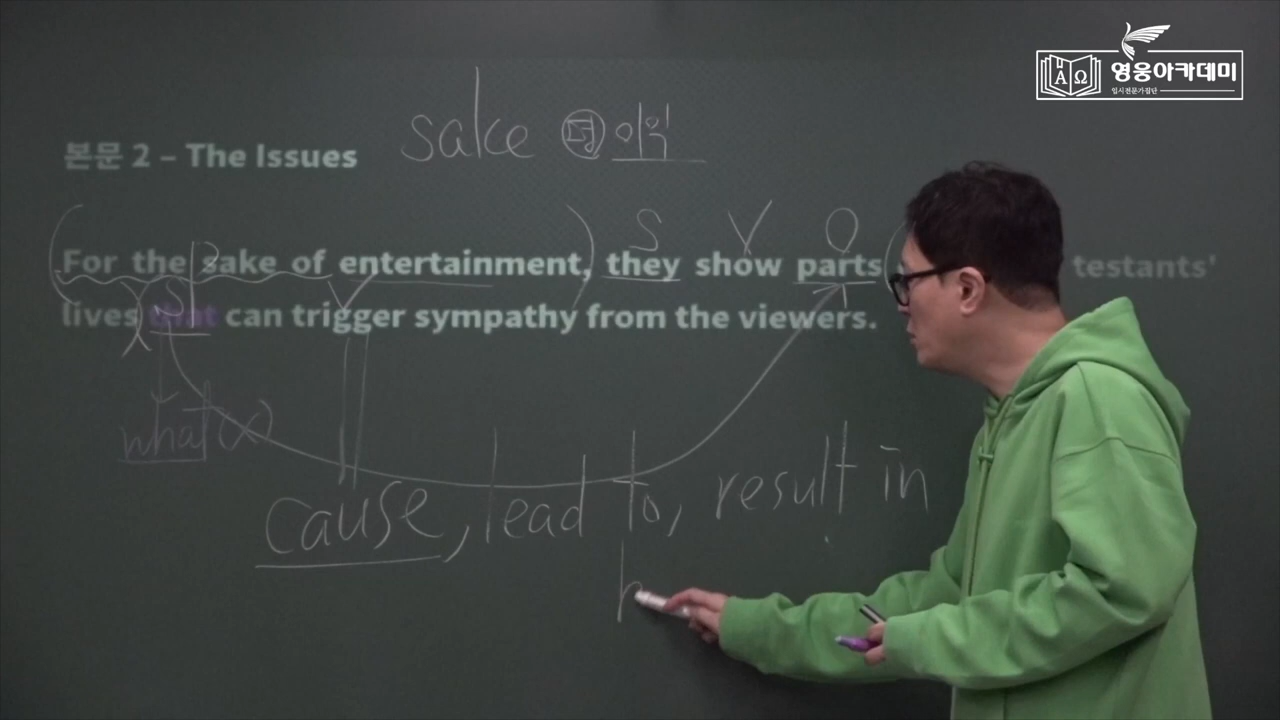 영웅아카데미
입시전문가집단
sake 명 이익
본문 2 – The Issues
S V O
For the sake of entertainment, they show parts testants'
S V
lives that can trigger sympathy from the viewers.
what(x)
cause, lead to, result in